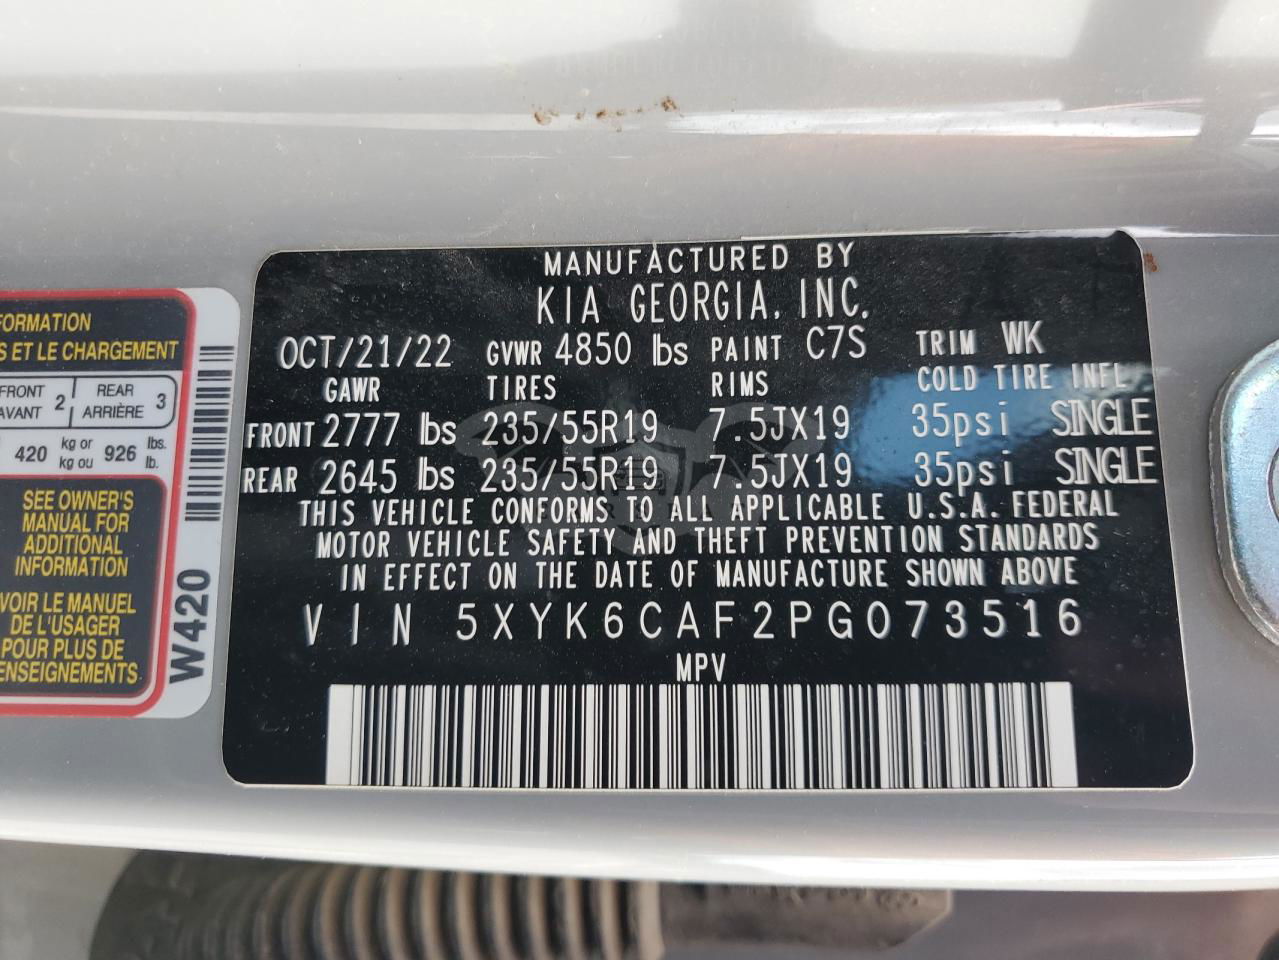 FORMATION
S ET LE CHARGEMENT
FRONT 2 REAR 3
AVANT ARRIÈRE
420 kg or 926 lbs.
kg ou lb.
SEE OWNER'S
MANUAL FOR
ADDITIONAL
INFORMATION
VOIR LE MANUEL
DE L'USAGER
POUR PLUS DE
ENSEIGNEMENTS
W420
MANUFACTURED BY
KIA GEORGIA, INC.
OCT/21/22 GVWR 4850 lbs PAINT C7S TRIM WK
GAWR TIRES RIMS COLD TIRE INFL
FRONT 2777 lbs 235/55R19 7.5JX19 35psi SINGLE
REAR 2645 lbs 235/55R19 7.5JX19 35psi SINGLE
THIS VEHICLE CONFORMS TO ALL APPLICABLE U.S.A. FEDERAL
MOTOR VEHICLE SAFETY AND THEFT PREVENTION STANDARDS
IN EFFECT ON THE DATE OF MANUFACTURE SHOWN ABOVE
VIN 5XYK6CAF2PG073516
MPV